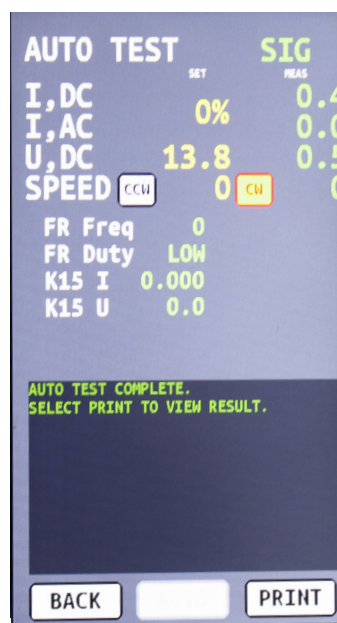 AUTO TEST SIG
SET MEAS
I,DC 0.4
I,AC 0% 0.0
U,DC 13.8 0.5
SPEED CCW 0 CW
FR Freq 0
FR Duty LOW
K15 I 0.000
K15 U 0.0
AUTO TEST COMPLETE.
SELECT PRINT TO VIEW RESULT.
BACK PRINT